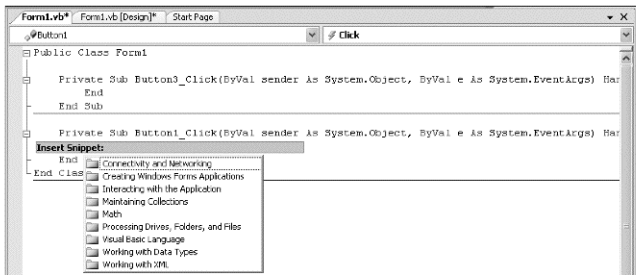 Form1.vb* Form1.vb [Design]* Start Page
Button1 Click
Public Class Form1
Private Sub Button3_Click(ByVal sender As System.Object, ByVal e As System.EventArgs) Han
End
End Sub
Private Sub Button1_Click(ByVal sender As System.Object, ByVal e As System.EventArgs) Han
Insert Snippet:
End
End Clas
Connectivity and Networking
Creating Windows Forms Applications
Interacting with the Application
Maintaining Collections
Math
Processing Drives, Folders, and Files
Visual Basic Language
Working with Data Types
Working with XML